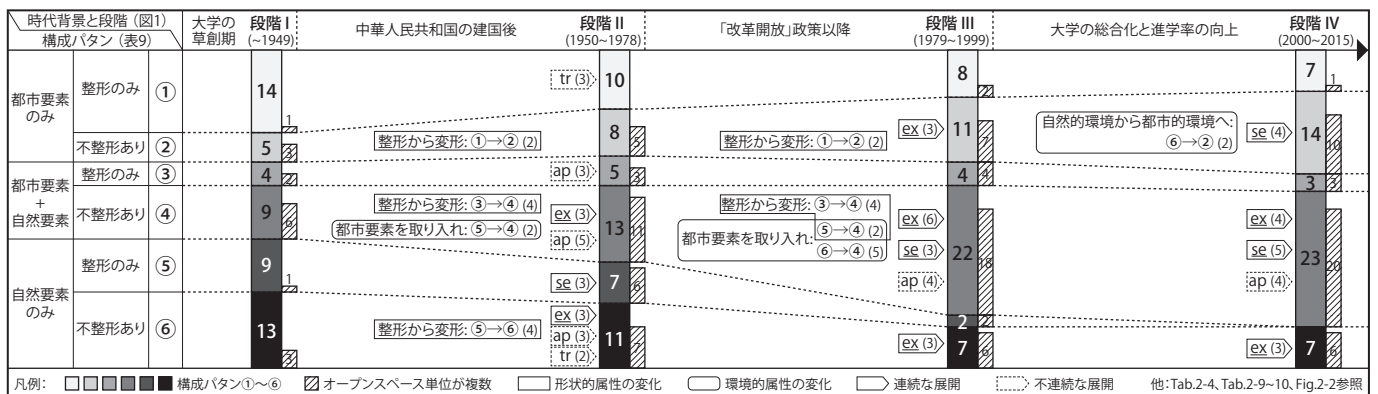 時代背景と段階（図1）
構成パタン（表9）
大学の
草創期
段階 I
(~1949)
中華人民共和国の建国後
段階 II
(1950~1978)
「改革開放」政策以降
段階 III
(1979~1999)
大学の総合化と進学率の向上
段階 IV
(2000~2015)
都市要素
のみ
整形のみ ①
14
1
tr (3)
10
8
2
7
1
不整形あり ②
5
3
整形から変形: ①→② (2)
8
5
整形から変形: ①→② (2)
ex (3)
11
7
自然的環境から都市的環境へ:
⑥→② (2)
se (4)
14
10
都市要素
+
自然要素
整形のみ ③
4
2
ap (3)
5
3
4
4
3
3
不整形あり ④
9
6
整形から変形: ③→④ (4)
都市要素を取り入れ: ⑤→④ (2)
ex (3)
ap (5)
13
11
整形から変形: ③→④ (4)
都市要素を取り入れ: ⑤→④ (2)
⑥→④ (5)
ex (6)
se (3)
ap (4)
22
18
ex (4)
se (5)
ap (4)
23
20
自然要素
のみ
整形のみ ⑤
9
1
se (3)
7
6
2
2
不整形あり ⑥
13
3
整形から変形: ⑤→⑥ (4)
ex (3)
ap (3)
tr (2)
11
7
ex (3)
7
6
ex (3)
7
6
凡例: 構成パタン①~⑥ オープンスペース単位が複数 形状的属性の変化 環境的属性の変化 連続な展開 不連続な展開 他:Tab.2-4、Tab.2-9~10、Fig.2-2参照